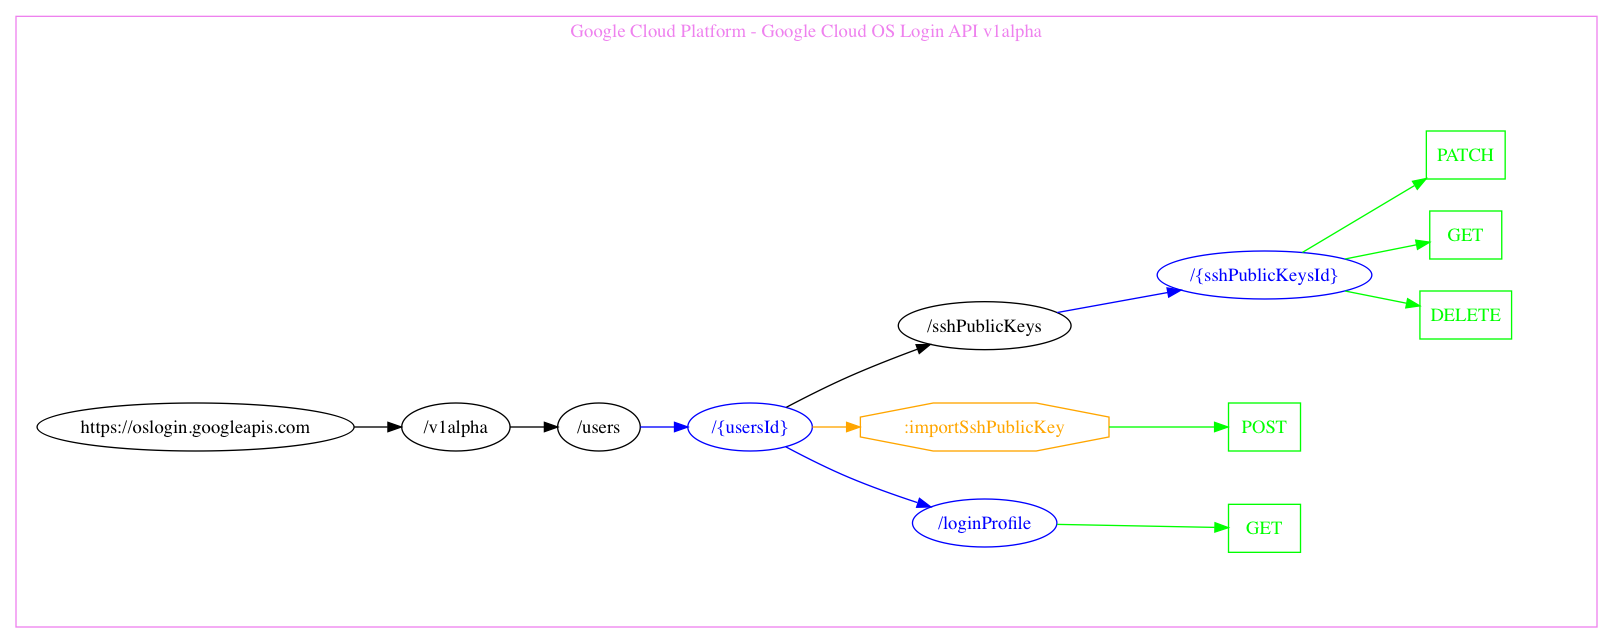 Google Cloud Platform - Google Cloud OS Login API v1alpha
https://oslogin.googleapis.com
/v1alpha
/users
/{usersId}
/sshPublicKeys
/{sshPublicKeysId}
PATCH
GET
DELETE
:importSshPublicKey
POST
/loginProfile
GET